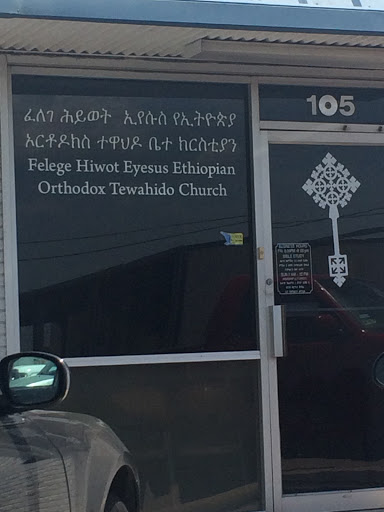 ፈለገ ሕይወት ኢየሱስ የኢትዮጵያ
ኦርቶዶክስ ተዋህዶ ቤተ ክርስቲያን
Felege Hiwot Eyesus Ethiopian
Orthodox Tewahido Church
105